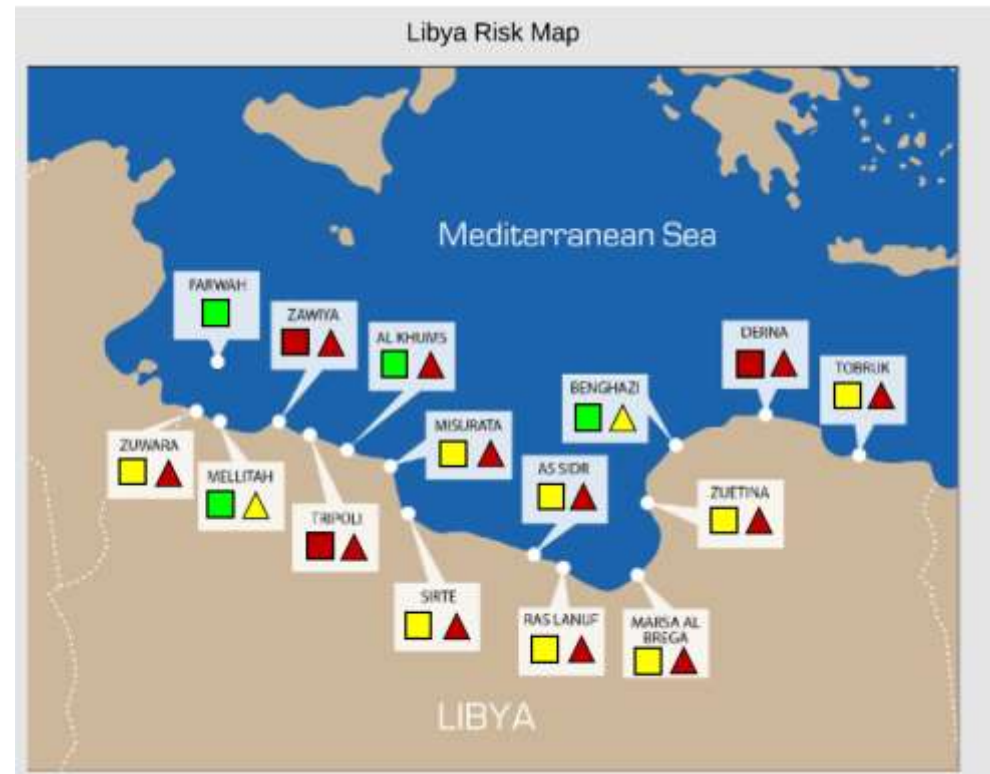 Libya Risk Map
Mediterranean Sea
FARWAH
ZAWIYA
AL KHUMS
DERNA
TOBRUK
BENGHAZI
MISURATA
ZUWARA
MELLITAH
AS SIDR
ZUETINA
TRIPOLI
SIRTE
RAS LANUF
MARSA AL
BREGA
LIBYA